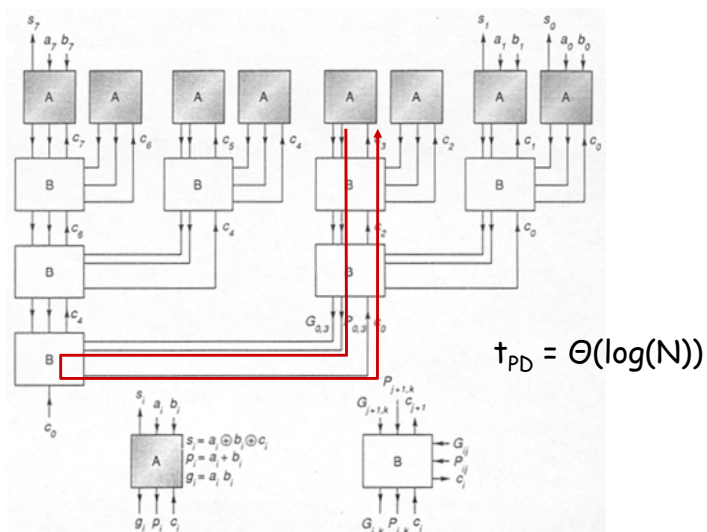 s7 s1 s0
a7 b7 a1 b1 a0 b0
A A A A A A A A
c7 c6 c5 c4 c3 c2 c1 c0
B B B B
c6 c4 c2 c0
B B
c4 G0,3 P0,3 c0
B
tPD = Θ(log(N))
c0
si
ai bi
A
si = ai ⊕ bi ⊕ ci
pi = ai + bi
gi = ai bi
gi pi ci
Pj+1,k
Gj+1,k cj+1
B
Gij
Pij
ci
Gi,k Pi,k ci